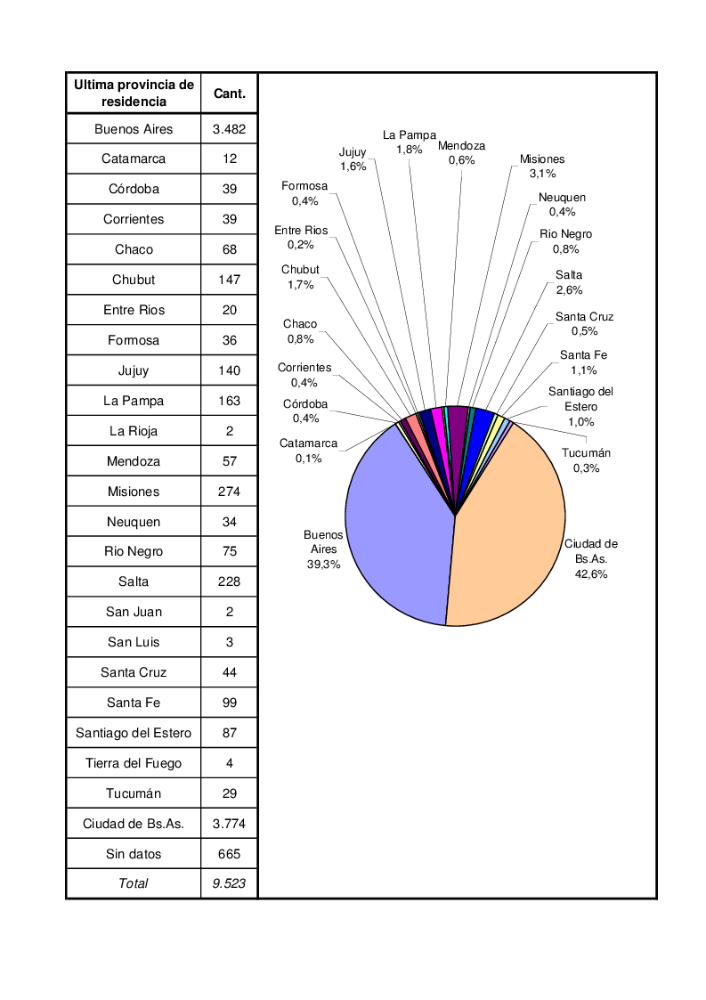 Ultima provincia de
residencia
Cant.
Buenos Aires 3.482
Catamarca 12
Córdoba 39
Corrientes 39
Chaco 68
Chubut 147
Entre Rios 20
Formosa 36
Jujuy 140
La Pampa 163
La Rioja 2
Mendoza 57
Misiones 274
Neuquen 34
Rio Negro 75
Salta 228
San Juan 2
San Luis 3
Santa Cruz 44
Santa Fe 99
Santiago del Estero 87
Tierra del Fuego 4
Tucumán 29
Ciudad de Bs.As. 3.774
Sin datos 665
Total 9.523
La Pampa
1,8%
Mendoza
0,6%
Jujuy
1,6%
Misiones
3,1%
Formosa
0,4%
Neuquen
0,4%
Entre Rios
0,2%
Rio Negro
0,8%
Chubut
1,7%
Salta
2,6%
Chaco
0,8%
Santa Cruz
0,5%
Corrientes
0,4%
Santa Fe
1,1%
Córdoba
0,4%
Santiago del
Estero
1,0%
Catamarca
0,1%
Tucumán
0,3%
Buenos
Aires
39,3%
Ciudad de
Bs.As.
42,6%